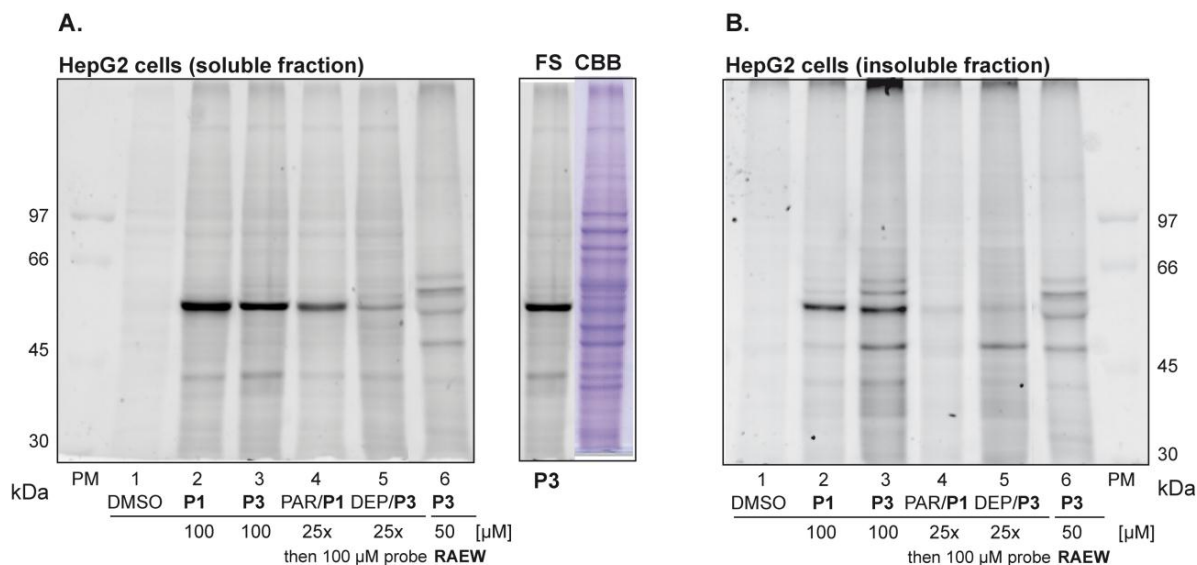 A.
HepG2 cells (soluble fraction)
97
66
45
30
kDa
PM 1 2 3 4 5 6
DMSO P1 P3 PAR/P1 DEP/P3 P3
100 100 25x 25x 50 [µM]
then 100 µM probe RAEW
FS CBB
P3
B.
HepG2 cells (insoluble fraction)
97
66
45
30
kDa
1 2 3 4 5 6 PM
DMSO P1 P3 PAR/P1 DEP/P3 P3
100 100 25x 25x 50 [µM]
then 100 µM probe RAEW